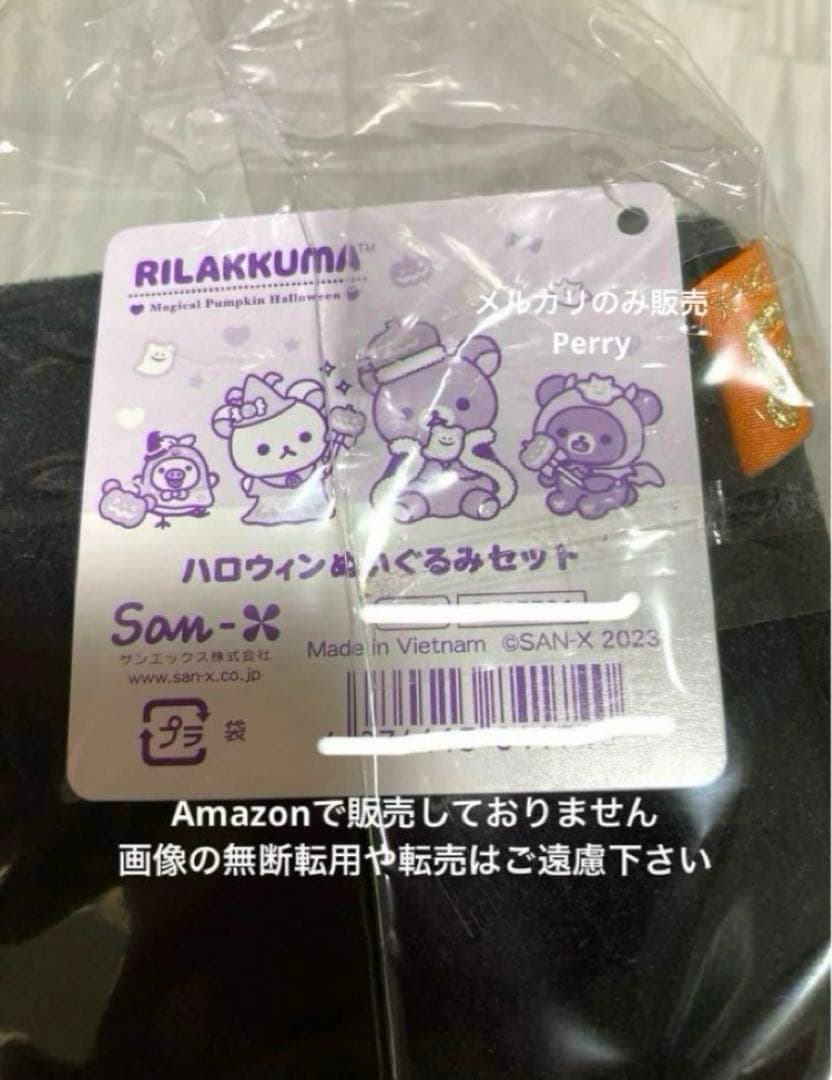 RILAKKUMA™
Magical Pumpkin Halloween
メルカリのみ販売
Perry
ハロウィンぬいぐるみセット
San-X
サンエックス株式会社
www.san-x.co.jp
Made in Vietnam ©SAN-X 2023
プラ 袋
Amazonで販売しておりません
画像の無断転用や転売はご遠慮下さい